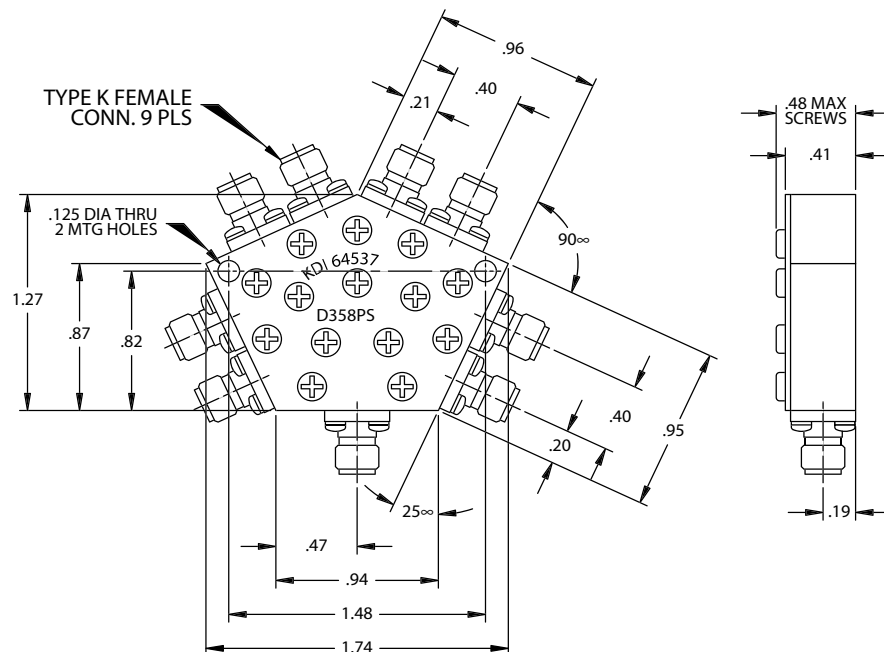 .96
.21
.40
TYPE K FEMALE
CONN. 9 PLS
.48 MAX
SCREWS
.41
.125 DIA THRU
2 MTG HOLES
90∞
KDI 64537
D358PS
1.27
.87
.82
.40
.95
.20
25∞
.19
.47
.94
1.48
1.74